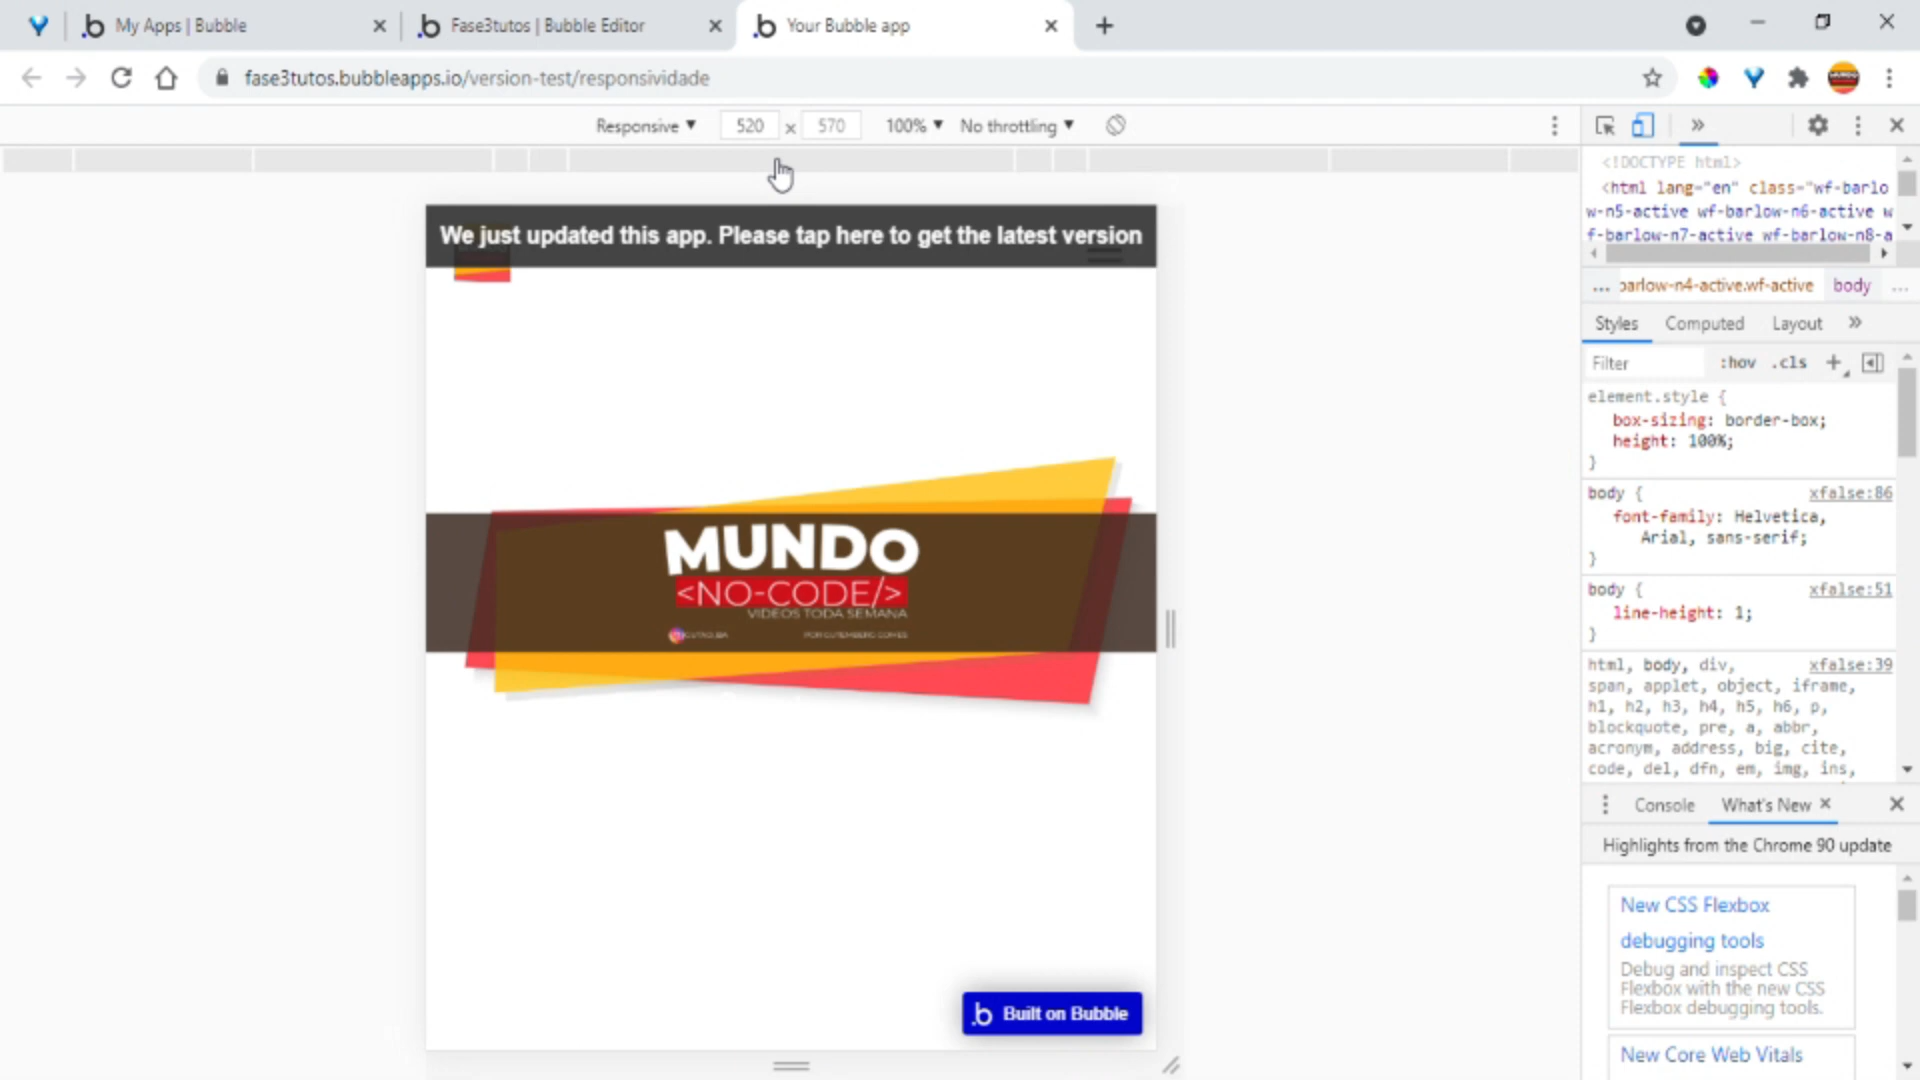 My Apps | Bubble
Fase3tutos | Bubble Editor
Your Bubble app
fase3tutos.bubbleapps.io/version-test/responsividade
Responsive ▼ 520 x 570 100% ▼ No throttling ▼
<!DOCTYPE html>
<html lang="en" class="wf-barlo
w-n5-active wf-barlow-n6-active w
f-barlow-n7-active wf-barlow-n8-a
... barlow-n4-active.wf-active body ...
Styles Computed Layout »
Filter :hov .cls +
element.style {
box-sizing: border-box;
height: 100%;
}
body { xfalse:86
font-family: Helvetica,
Arial, sans-serif;
}
body { xfalse:51
line-height: 1;
}
html, body, div, xfalse:39
span, applet, object, iframe,
h1, h2, h3, h4, h5, h6, p,
blockquote, pre, a, abbr,
acronym, address, big, cite,
code, del, dfn, em, img, ins,
Console What's New ×
Highlights from the Chrome 90 update
New CSS Flexbox
debugging tools
Debug and inspect CSS
Flexbox with the new CSS
Flexbox debugging tools.
New Core Web Vitals
We just updated this app. Please tap here to get the latest version
MUNDO
<NO-CODE/>
VIDEOS TODA SEMANA
POR GUTEMBERG GOMES
b Built on Bubble